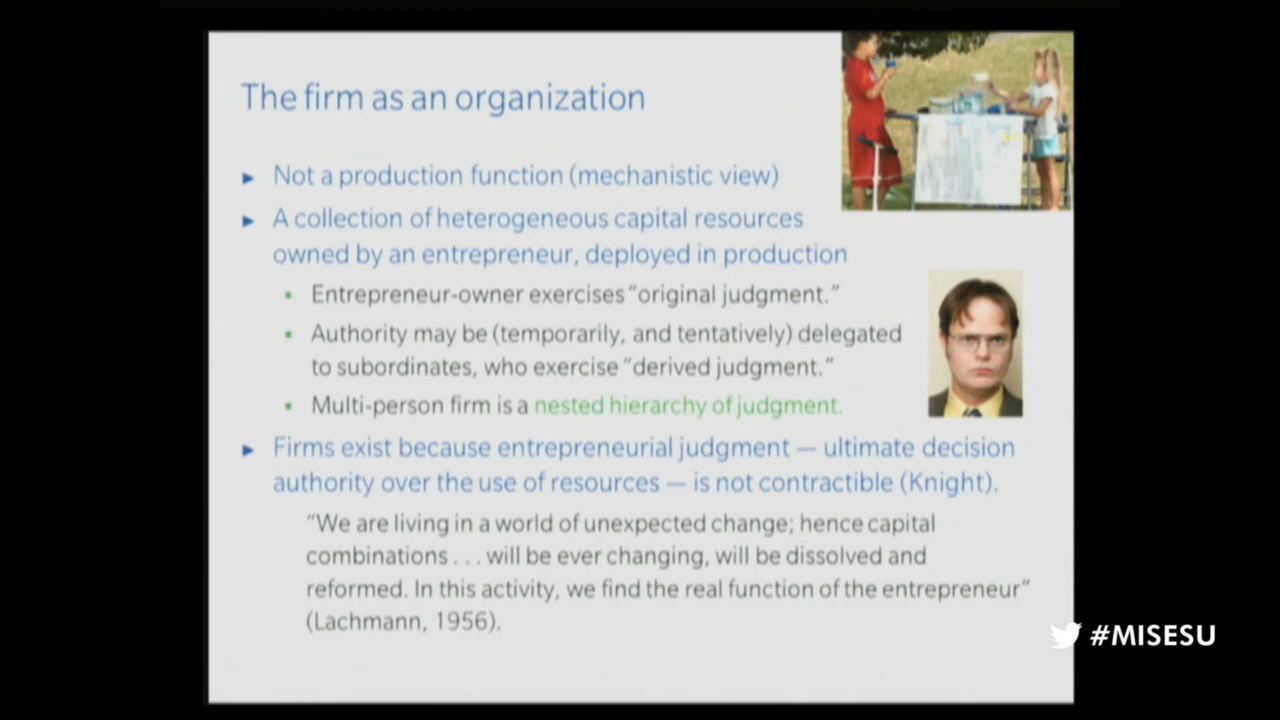 The firm as an organization
Not a production function (mechanistic view)
A collection of heterogeneous capital resources
owned by an entrepreneur, deployed in production
Entrepreneur-owner exercises "original judgment."
Authority may be (temporarily, and tentatively) delegated
to subordinates, who exercise "derived judgment."
Multi-person firm is a nested hierarchy of judgment.
Firms exist because entrepreneurial judgment — ultimate decision
authority over the use of resources — is not contractible (Knight).
"We are living in a world of unexpected change; hence capital
combinations . . . will be ever changing, will be dissolved and
reformed. In this activity, we find the real function of the entrepreneur"
(Lachmann, 1956).
#MISESU